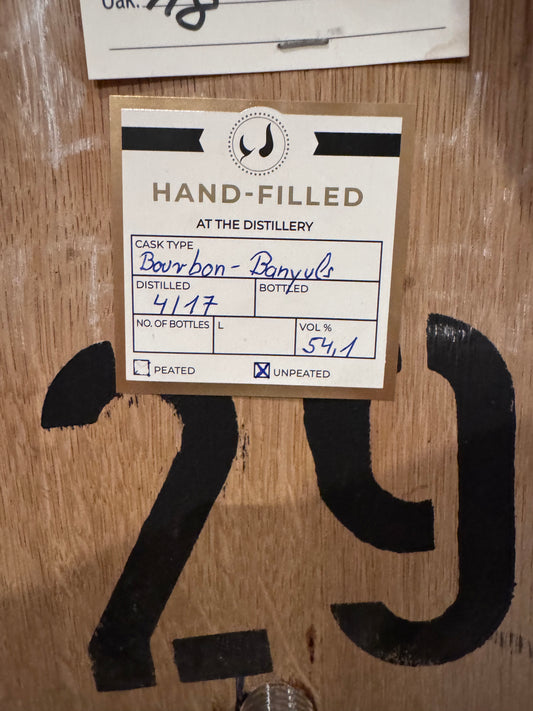 Oak:
HAND-FILLED
AT THE DISTILLERY
CASK TYPE
Bourbon - Banyuls
DISTILLED BOTTLED
4/17
NO. OF BOTTLES L VOL %
54,1
PEATED UNPEATED
29